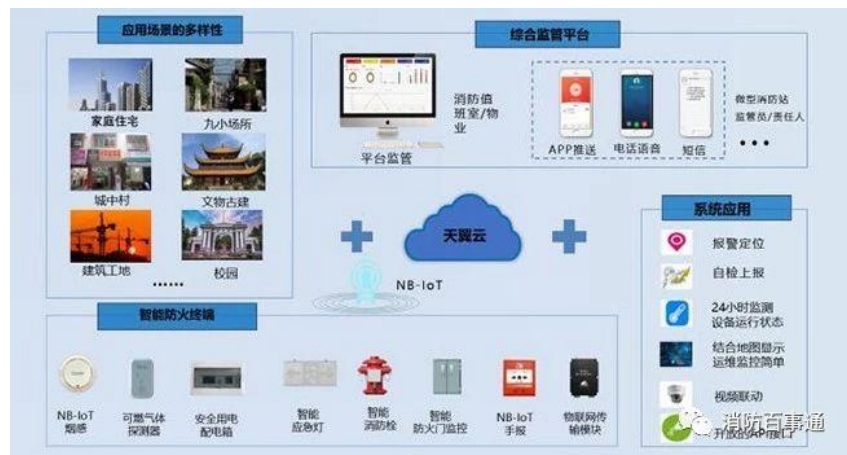 应用场景的多样性
家庭住宅
九小场所
城中村
文物古建
建筑工地
校园
......
综合监管平台
平台监管
消防值
班室/物
业
APP推送
电话语音
短信
微型消防站
监管员/责任人
...
天翼云
NB-IoT
系统应用
报警定位
自检上报
24小时监测
设备运行状态
结合地图显示
运维监控简单
视频联动
开放的API接口
智能防火终端
NB-IoT
烟感
可燃气体
探测器
安全用电
配电箱
智能
应急灯
智能
消防栓
智能
防火门监控
NB-IoT
手报
物联网传
输模块
消防百事通